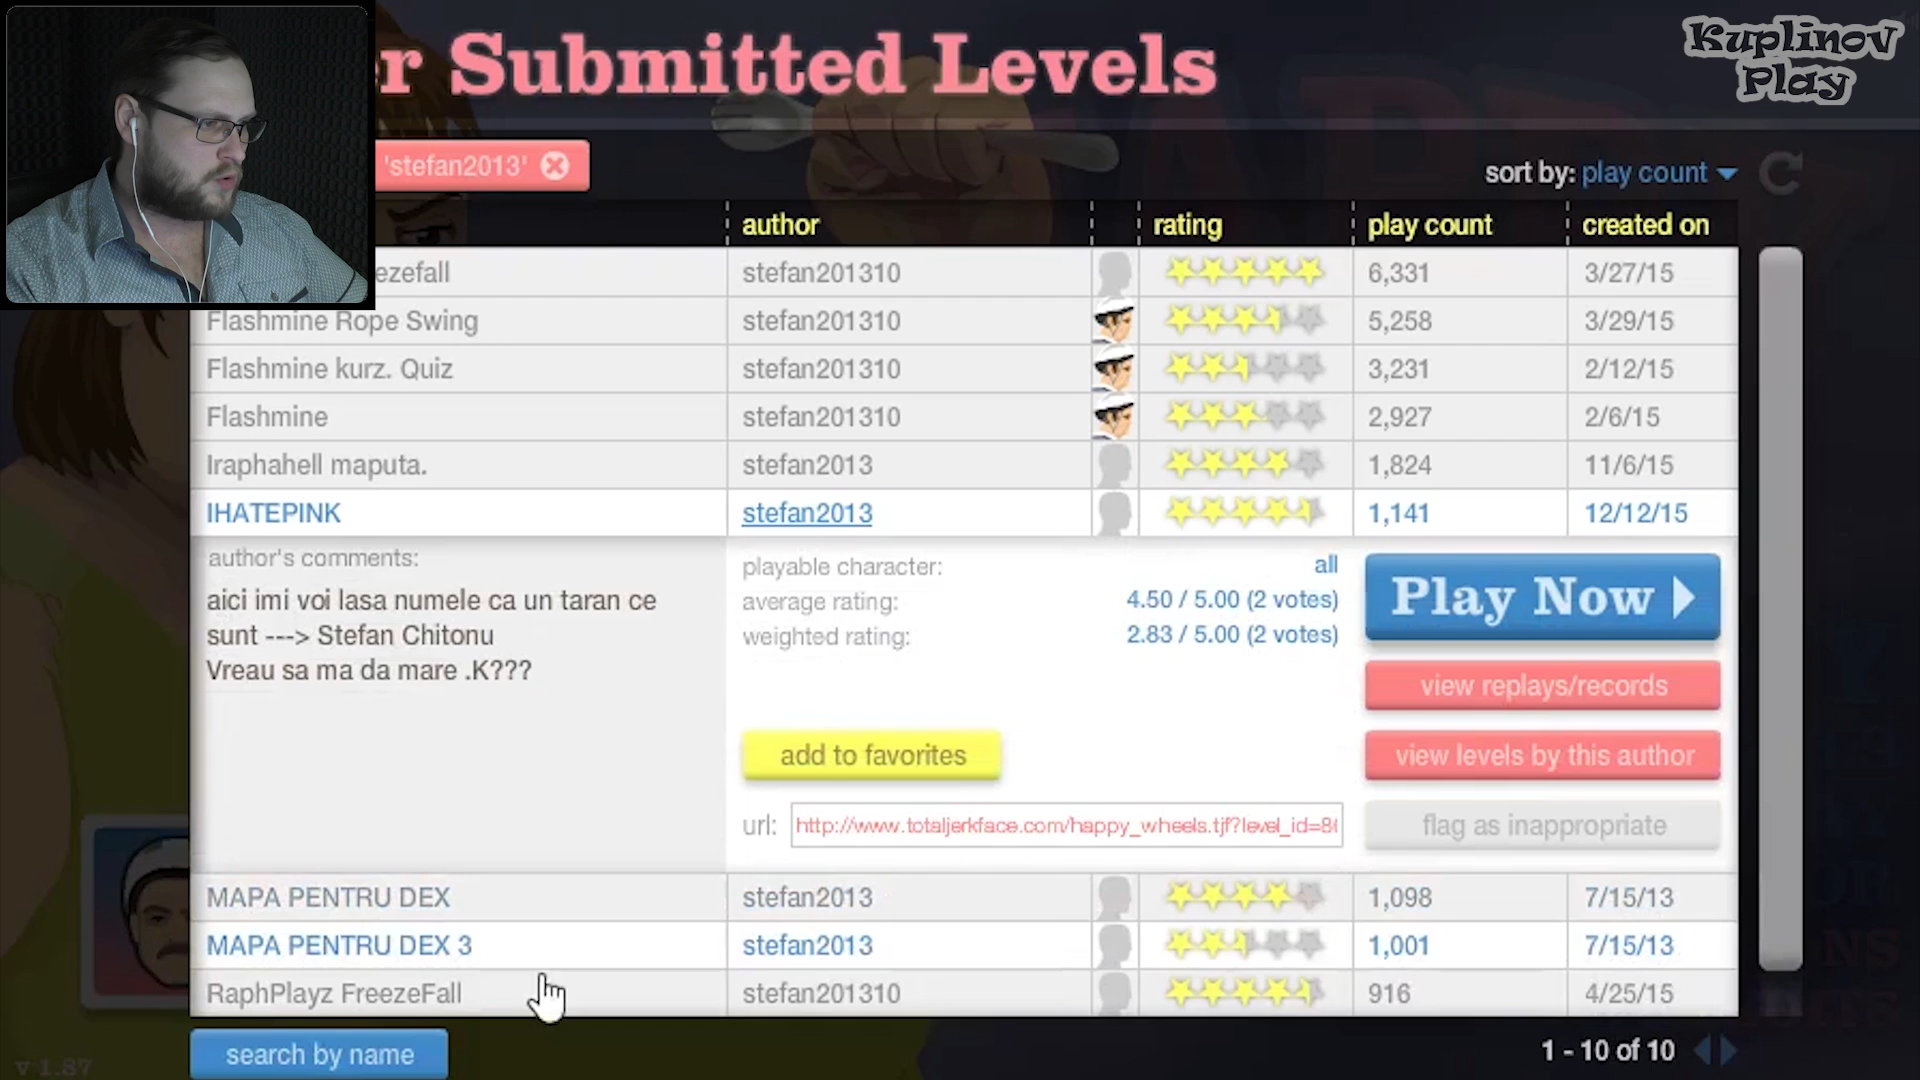 Kuplinov
Play
r Submitted Levels
'stefan2013'
sort by: play count
author rating play count created on
ezefall stefan201310 6,331 3/27/15
Flashmine Rope Swing stefan201310 5,258 3/29/15
Flashmine kurz. Quiz stefan201310 3,231 2/12/15
Flashmine stefan201310 2,927 2/6/15
Iraphahell maputa. stefan2013 1,824 11/6/15
IHATEPINK stefan2013 1,141 12/12/15
author's comments:
aici imi voi lasa numele ca un taran ce
sunt ---> Stefan Chitonu
Vreau sa ma da mare .K???
playable character: all
average rating: 4.50 / 5.00 (2 votes)
weighted rating: 2.83 / 5.00 (2 votes)
add to favorites
url: http://www.totaljerkface.com/happy_wheels.tjf?level_id=8
Play Now
view replays/records
view levels by this author
flag as inappropriate
MAPA PENTRU DEX stefan2013 1,098 7/15/13
MAPA PENTRU DEX 3 stefan2013 1,001 7/15/13
RaphPlayz FreezeFall stefan201310 916 4/25/15
search by name
1 - 10 of 10
v 1.87